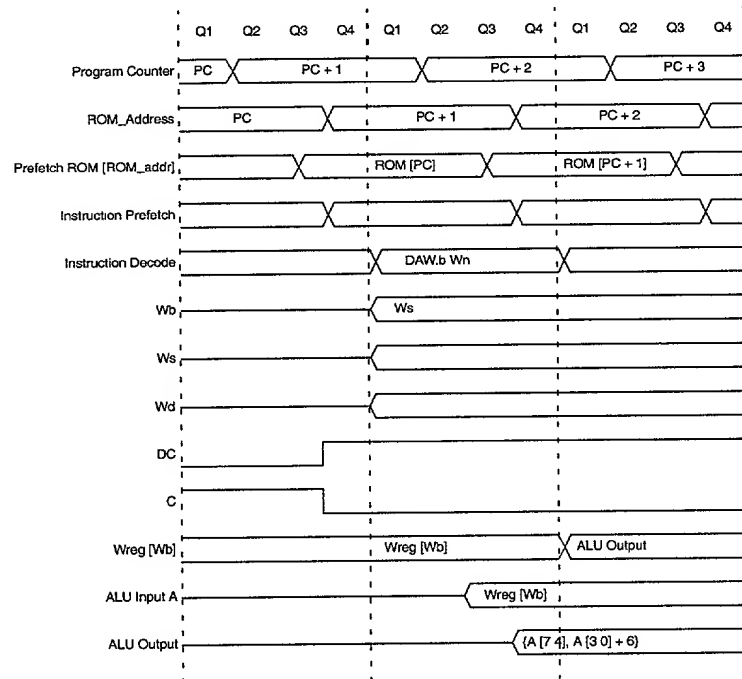 Q1 Q2 Q3 Q4 Q1 Q2 Q3 Q4 Q1 Q2 Q3 Q4
Program Counter PC PC + 1 PC + 2 PC + 3
ROM_Address PC PC + 1 PC + 2
Prefetch ROM [ROM_addr] ROM [PC] ROM [PC + 1]
Instruction Prefetch
Instruction Decode DAW.b Wn
Wb Ws
Ws
Wd
DC
C
Wreg [Wb] Wreg [Wb] ALU Output
ALU Input A Wreg [Wb]
ALU Output {A [7 4], A [3 0] + 6}